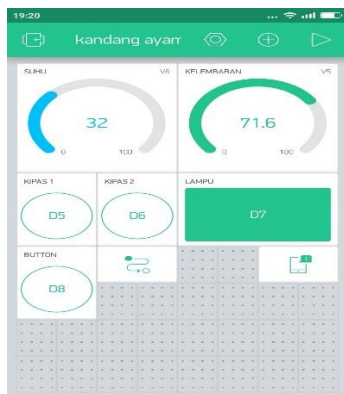 19:20
kandang ayam
SUHU V6
KELEMBABAN V5
32
71.6
0 100
0 100
KIPAS 1
KIPAS 2
LAMPU
D5
D6
D7
BUTTON
D8
1